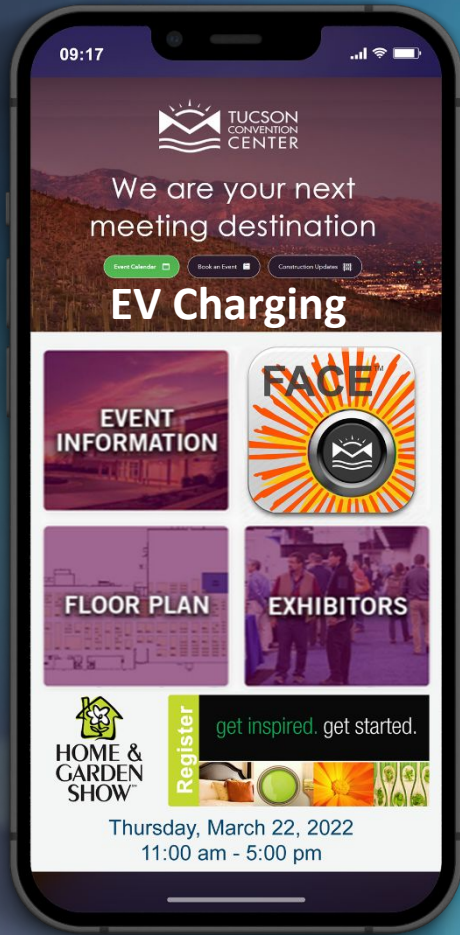 09:17
TUCSON
CONVENTION
CENTER
We are your next
meeting destination
Event Calendar
Book an Event
Construction Updates
EV Charging
EVENT
INFORMATION
FACE™
FLOOR PLAN
EXHIBITORS
HOME &
GARDEN
SHOW
Register
get inspired. get started.
Thursday, March 22, 2022
11:00 am - 5:00 pm